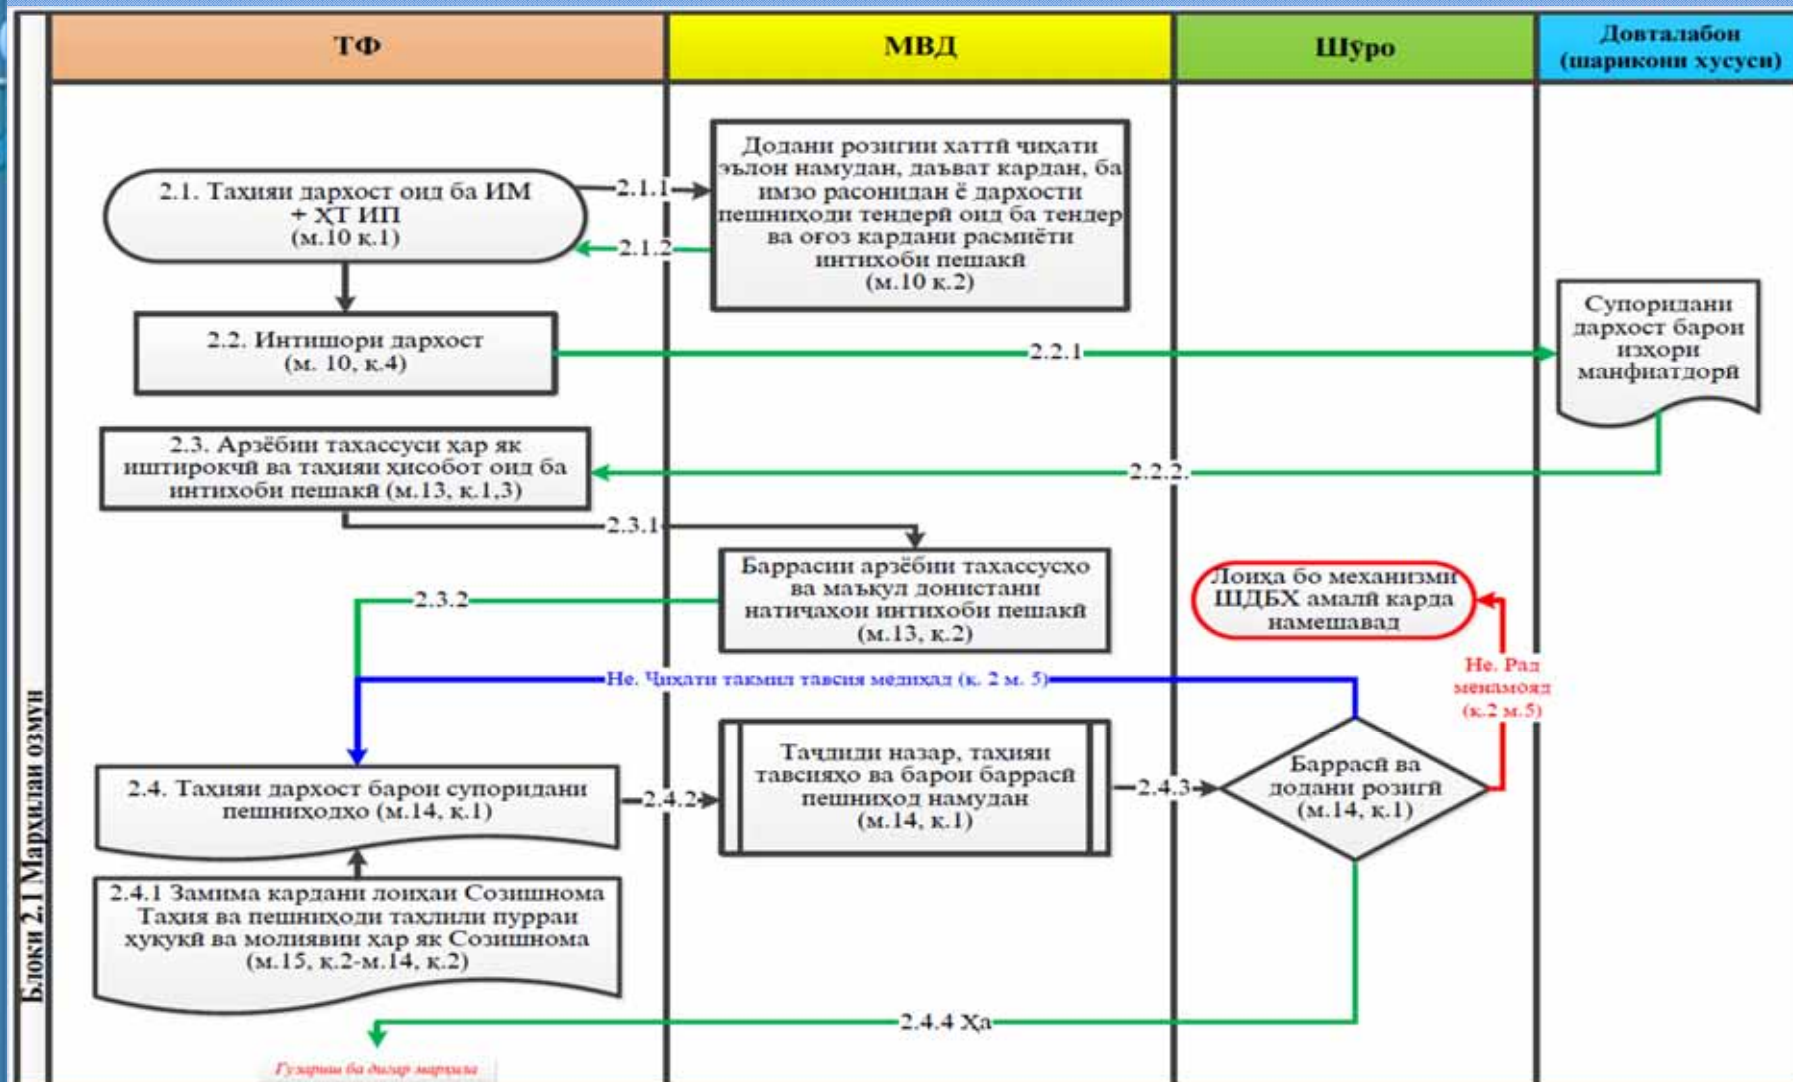 ТФ
МВД
Шӯро
Довталабон
(шарикони хусуси)
Блоки 2.1 Марҳилаи озмун
2.1. Таҳияи дархост оид ба ИМ
+ ҲТ ИП
(м.10 қ.1)
2.1.1
2.1.2
Додани розигии хаттӣ ҷиҳати
эълон намудан, даъват кардан, ба
имзо расонидан ё дархости
пешниҳоди тендерӣ оид ба тендер
ва оғоз кардани расмиёти
интихоби пешакӣ
(м.10 қ.2)
2.2. Интишори дархост
(м. 10, қ.4)
2.2.1
Супоридани
дархост барои
изҳори
манфиатдорӣ
2.3. Арзёбии тахассуси ҳар як
иштирокчӣ ва таҳияи ҳисобот оид ба
интихоби пешакӣ (м.13, қ.1,3)
2.2.2.
2.3.1
Баррасии арзёбии тахассусҳо
ва маъқул донистани
натиҷаҳои интихоби пешакӣ
(м.13, қ.2)
2.3.2
Лоиҳа бо механизми
ШДБХ амалӣ карда
намешавад
Не. Рад
менамояд
(қ.2 м.5)
Не. Ҷиҳати такмил тавсия медиҳад (қ. 2 м. 5)
2.4. Таҳияи дархост барои супоридани
пешниҳодҳо (м.14, қ.1)
2.4.2
Таҷдиди назар, таҳияи
тавсияҳо ва барои баррасӣ
пешниҳод намудан
(м.14, қ.1)
2.4.3
Баррасӣ ва
додани розигӣ
(м.14, қ.1)
2.4.1 Замима кардани лоиҳаи Созишнома
Таҳия ва пешниҳоди таҳлили пурраи
ҳуқуқӣ ва молиявии ҳар як Созишнома
(м.15, қ.2-м.14, қ.2)
2.4.4 Ҳа
Гузариш ба дигар марҳила